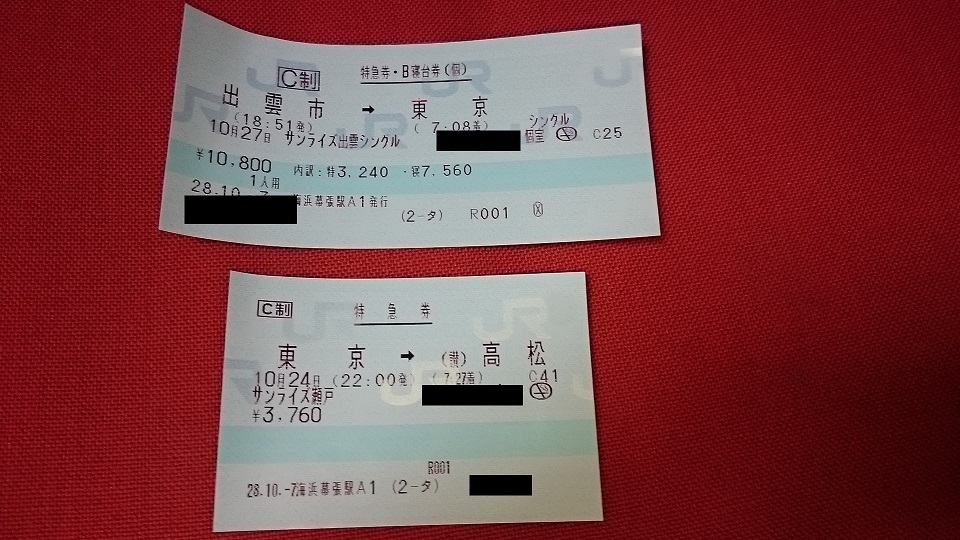 C制 特急券・B寝台券(個)
出雲市 → 東京
(18:51発) (7:08着) シングル
10月27日 サンライズ出雲シングル 個室 C25
¥10,800 内訳:特3,240 ・寝7,560
1人用
28.10 海浜幕張駅A1発行 (2-タ) R001
C制 特急券
東京 → (讃)高松
10月24日 (22:00発) (7:27着) C41
サンライズ瀬戸
¥3,760
R001
28.10.-7海浜幕張駅A1 (2-タ)